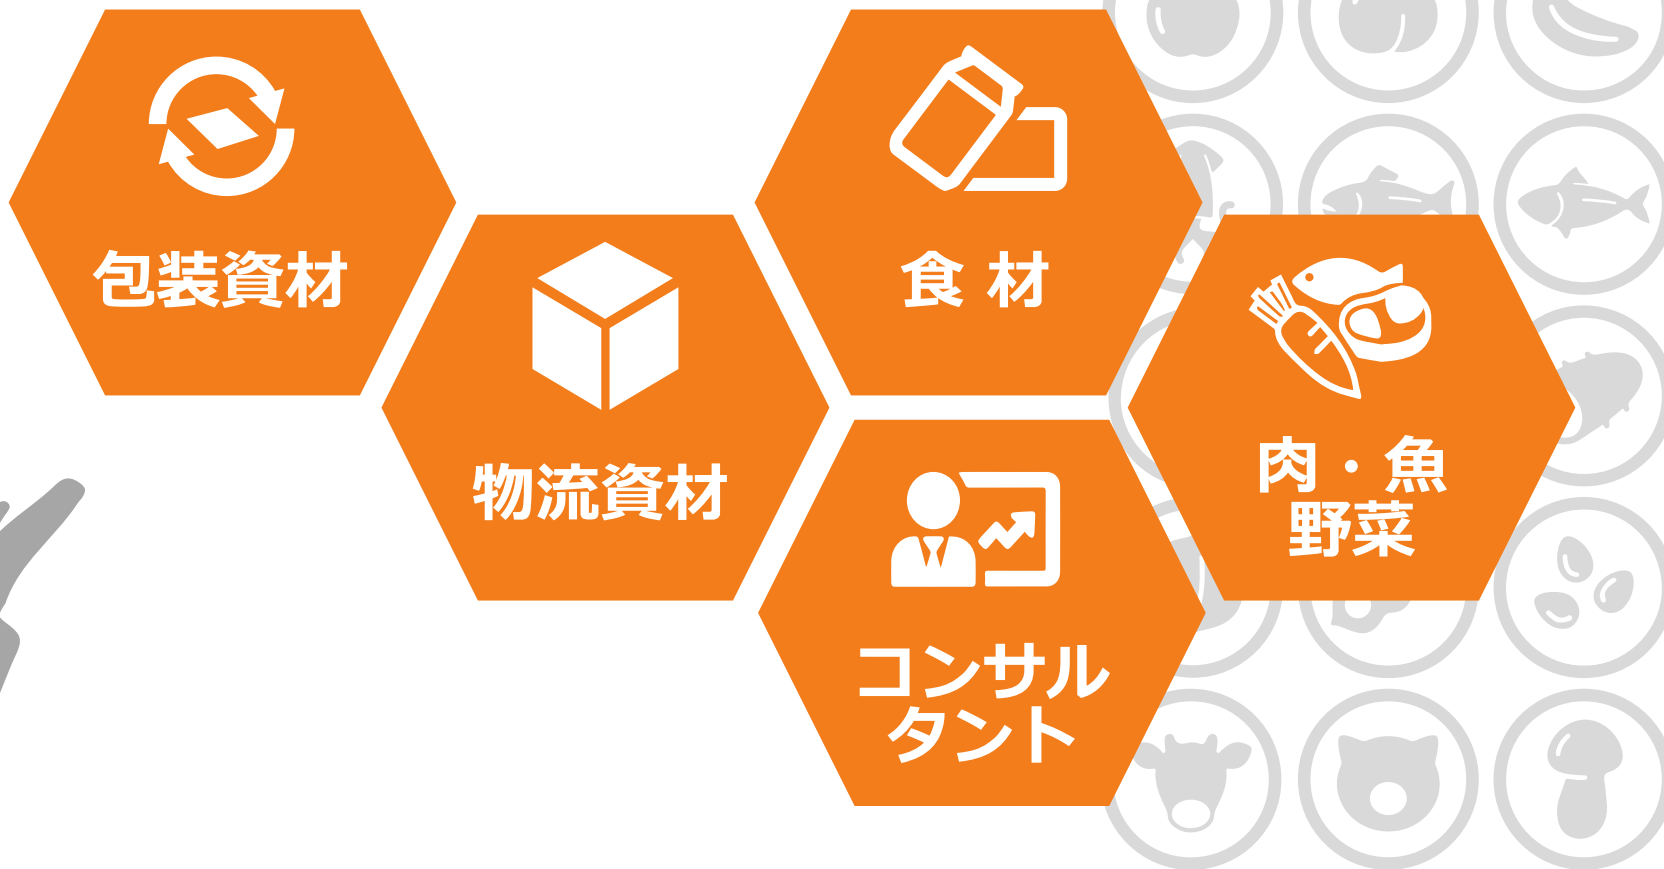 包装資材
物流資材
食 材
肉・魚
野菜
コンサル
タント